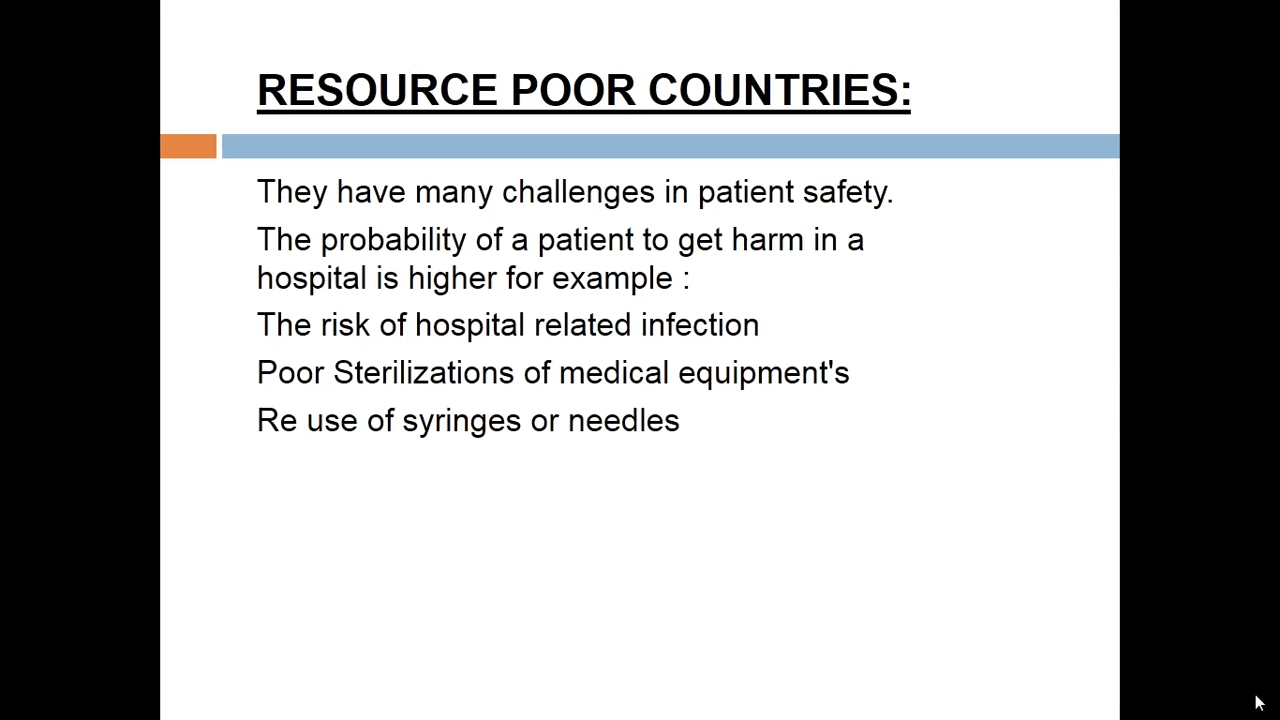 RESOURCE POOR COUNTRIES:
They have many challenges in patient safety.
The probability of a patient to get harm in a
hospital is higher for example :
The risk of hospital related infection
Poor Sterilizations of medical equipment's
Re use of syringes or needles